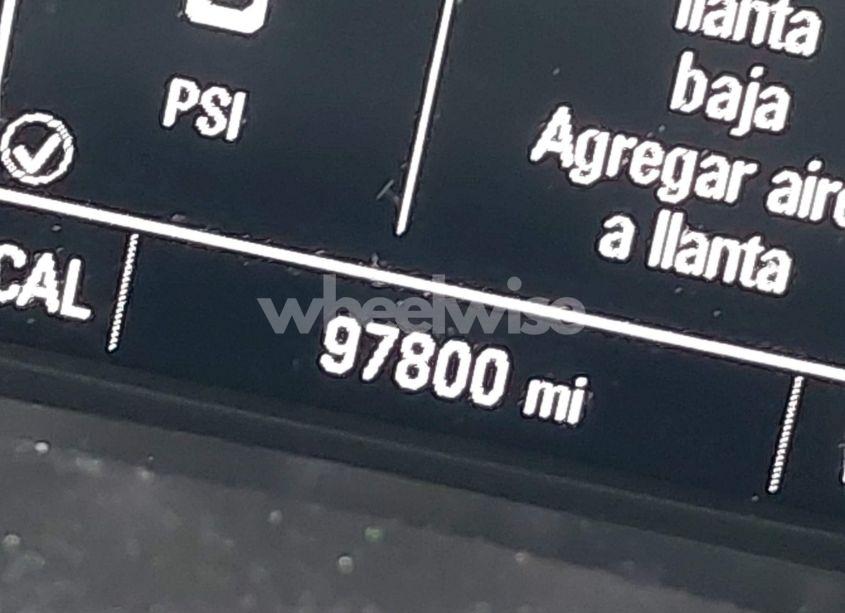 PSI
llanta
baja
Agregar aire
a llanta
CAL
97800 mi
wheelwise